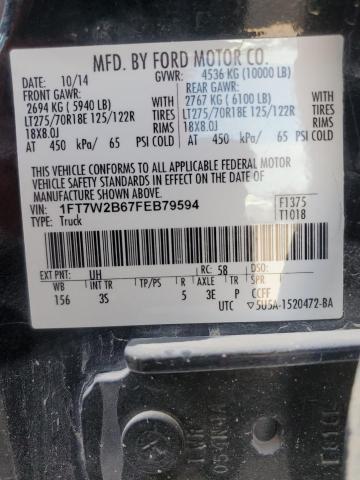 MFD. BY FORD MOTOR CO.
DATE: 10/14 GVWR: 4536 KG (10000 LB)
FRONT GAWR: REAR GAWR:
2694 KG (5940 LB) WITH 2767 KG (6100 LB) WITH
LT275/70R18E 125/122R TIRES LT275/70R18E 125/122R TIRES
18X8.0J RIMS 18X8.0J RIMS
AT 450 kPa/ 65 PSI COLD AT 450 kPa/ 65 PSI COLD
THIS VEHICLE CONFORMS TO ALL APPLICABLE FEDERAL MOTOR
VEHICLE SAFETY STANDARDS IN EFFECT ON THE DATE OF
MANUFACTURE SHOWN ABOVE.
VIN: 1FT7W2B67FEB79594 F1375
TYPE: Truck T1018
EXT PNT: UH RC: 58 DSO:
WB INT TR TP/PS R AXLE TR SPR
156 3S 5 3E P CCFF
UTC ▽5U5A-1520472-BA